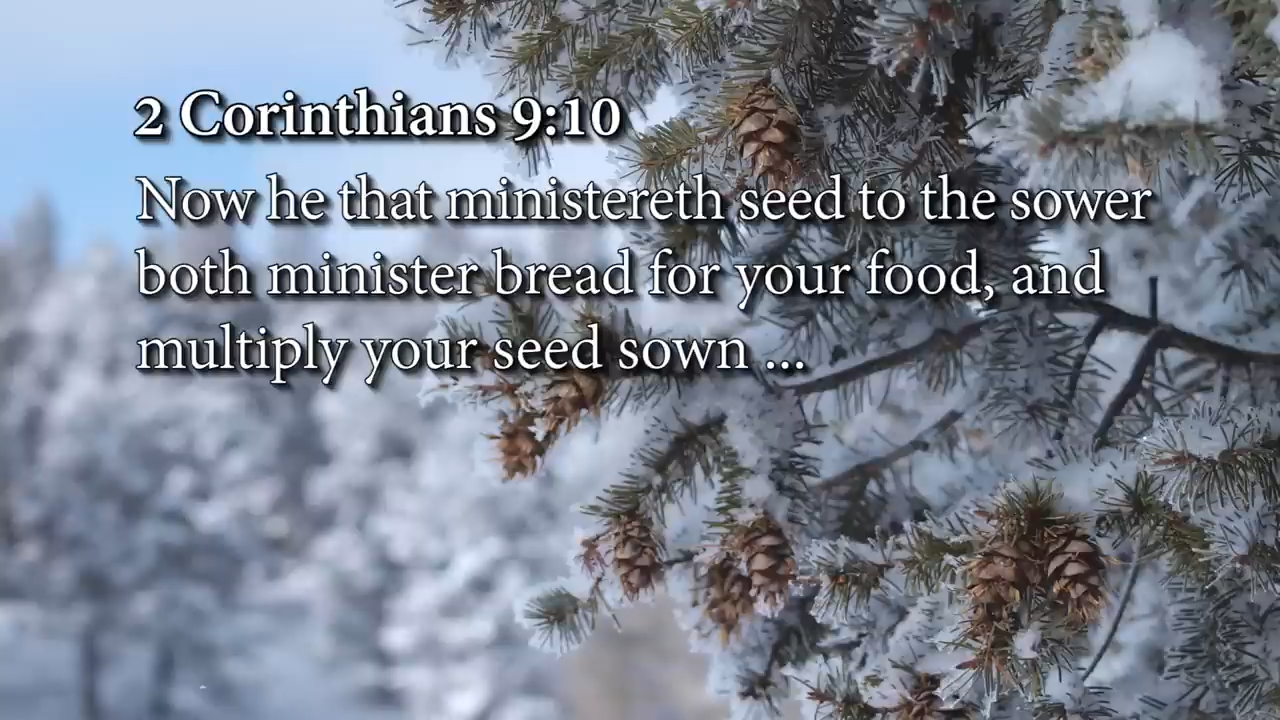 2 Corinthians 9:10
Now he that ministereth seed to the sower
both minister bread for your food, and
multiply your seed sown ...